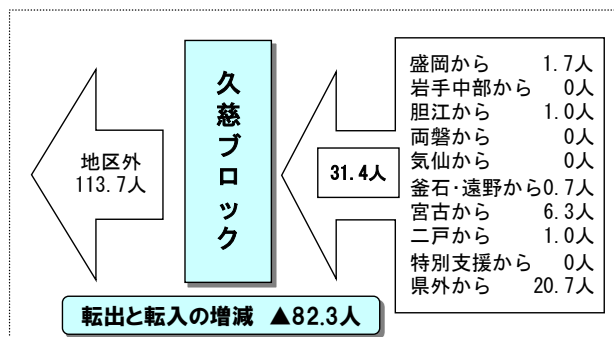 地区外
113.7人
久慈ブロック
31.4人
盛岡から 1.7人
岩手中部から 0人
胆江から 1.0人
両磐から 0人
気仙から 0人
釜石・遠野から0.7人
宮古から 6.3人
二戸から 1.0人
特別支援から 0人
県外から 20.7人
転出と転入の増減 ▲82.3人